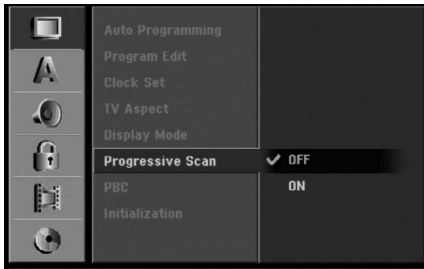 A
Auto Programming
Program Edit
Clock Set
TV Aspect
Display Mode
Progressive Scan ✔ OFF
PBC ON
Initialization